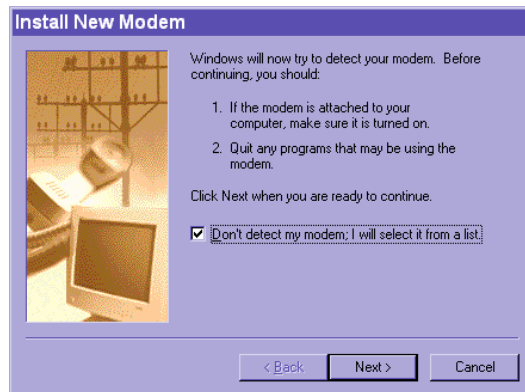 Install New Modem
Windows will now try to detect your modem. Before
continuing, you should:
1. If the modem is attached to your
computer, make sure it is turned on.
2. Quit any programs that may be using the
modem.
Click Next when you are ready to continue.
Don't detect my modem; I will select it from a list.
< Back
Next >
Cancel